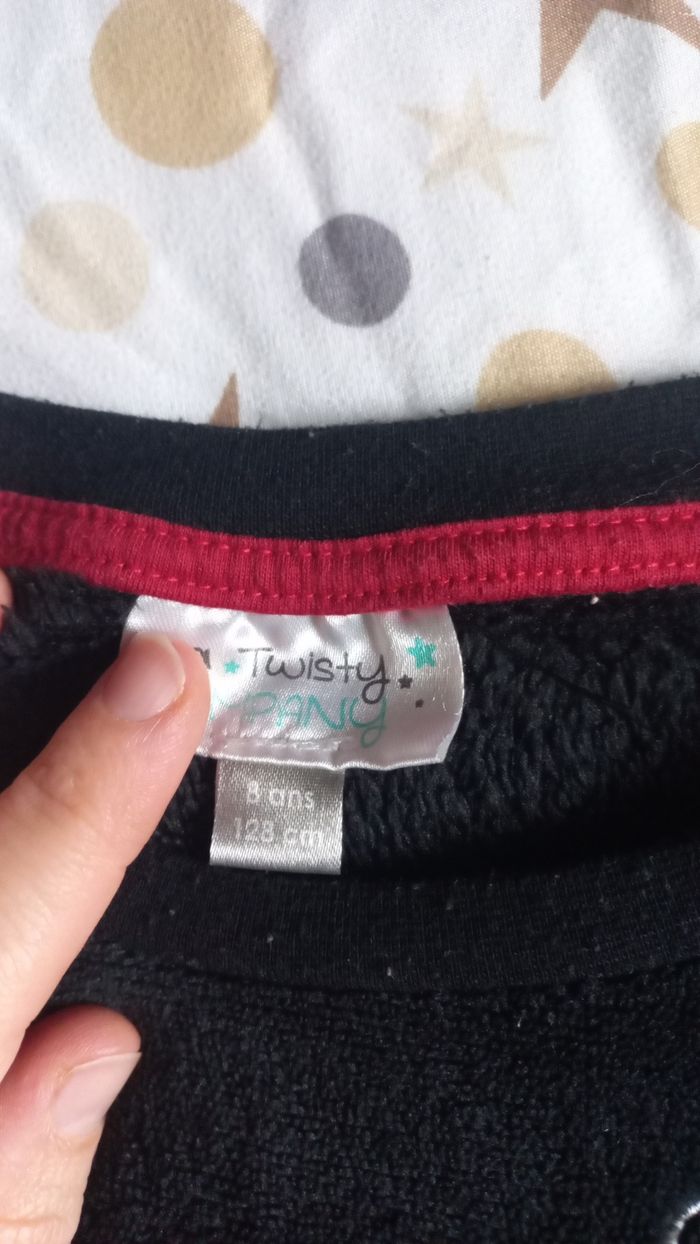 Twisty
PANY
8 ans
128 cm